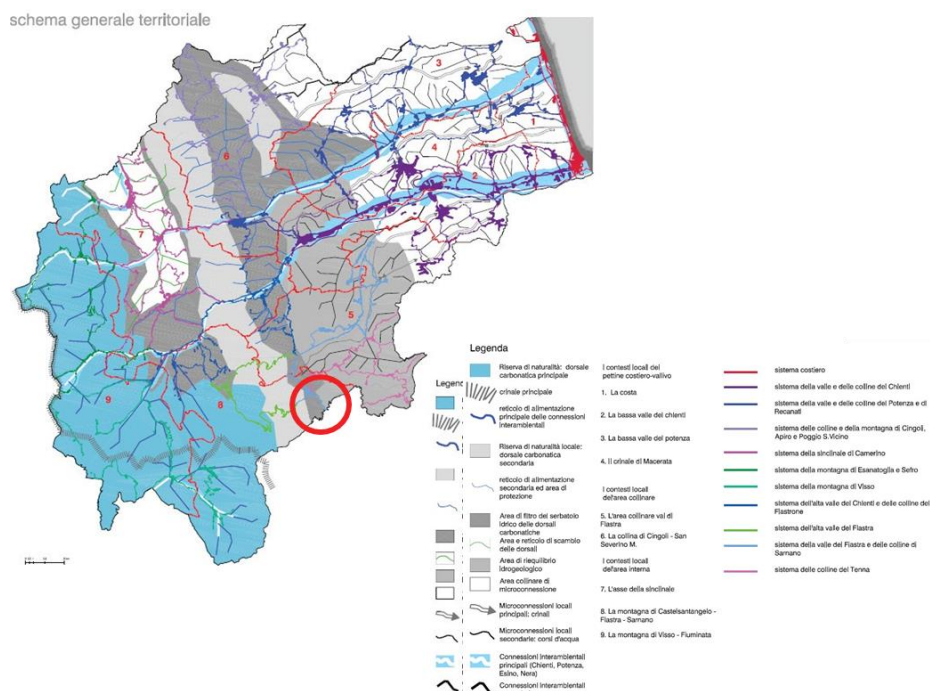 schema generale territoriale
3
1
4
6
2
7
5
9
8
Legenda
Legend
Riserva di naturalità: dorsale
carbonatica principale
crinale principale
reticolo di alimentazione
principale delle connessioni
interambientali
Riserva di naturalità locale:
dorsale carbonatica
secondaria
reticolo di alimentazione
secondaria ed area di
protezione
Area di filtro del serbatoio
idrico delle dorsali
carbonatiche
Area e reticolo di scambio
delle dorsali
Area di riequilibrio
idrogeologico
Area collinare di
microconnessione
Microconnessioni locali
principali: crinali
Microconnessioni locali
secondarie: corsi d'acqua
Connessioni interambientali
principali (Chienti, Potenza,
Esino, Nera)
Connessioni interambientali
I contesti locali del
pettine costiero-vallivo
1. La costa
2. La bassa valle del chienti
3. La bassa valle del potenza
4. Il crinale di Macerata
I contesti locali
dell'area collinare
5. L'area collinare val di
Fiastra
6. La collina di Cingoli - San
Severino M.
I contesti locali
dell'area interna
7. L'asse della sinclinale
8. La montagna di Castelsantangelo -
Fiastra - Sarnano
9. La montagna di Visso - Fiuminata
sistema costiero
sistema della valle e delle colline del Chienti
sistema della valle e delle colline del Potenza e di
Recanati
sistema delle colline e della montagna di Cingoli,
Apiro e Poggio S.Vicino
sistema della sinclinale di Camerino
sistema della montagna di Esanatoglia e Sefro
sistema della montagna di Visso
sistema dell'alta valle del Chienti e delle colline del
Fiastrone
sistema dell'alta valle del Fiastra
sistema della valle del Fiastra e delle colline di
Sarnano
sistema delle colline del Tenna